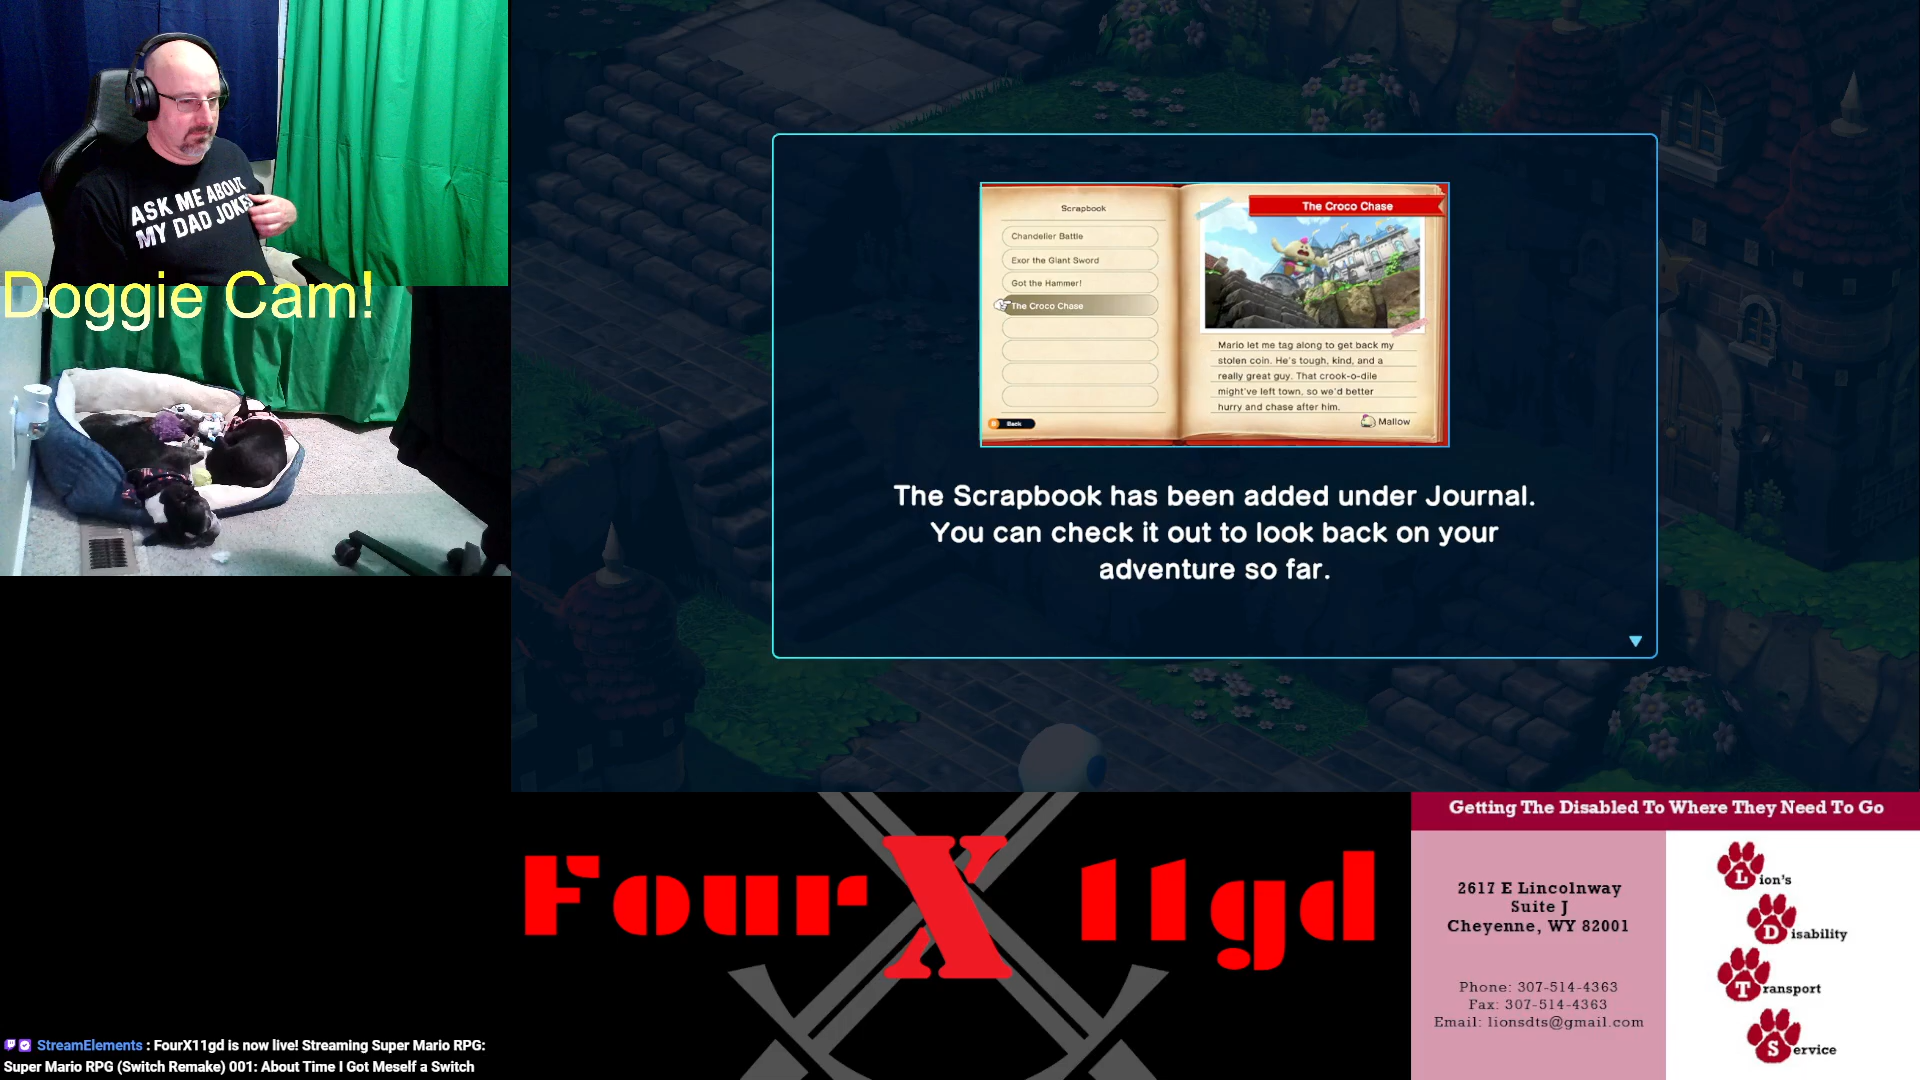 ASK ME ABOUT
MY DAD JOKES
Doggie Cam!
Scrapbook
Chandelier Battle
Exor the Giant Sword
Got the Hammer!
The Croco Chase
Back
The Croco Chase
Mario let me tag along to get back my
stolen coin. He's tough, kind, and a
really great guy. That crook-o-dile
might've left town, so we'd better
hurry and chase after him.
Mallow
The Scrapbook has been added under Journal.
You can check it out to look back on your
adventure so far.
FourX11gd
Getting The Disabled To Where They Need To Go
2617 E Lincolnway
Suite J
Cheyenne, WY 82001
Phone: 307-514-4363
Fax: 307-514-4363
Email: lionsdts@gmail.com
Lion's
Disability
Transport
Service
StreamElements : FourX11gd is now live! Streaming Super Mario RPG:
Super Mario RPG (Switch Remake) 001: About Time I Got Meself a Switch